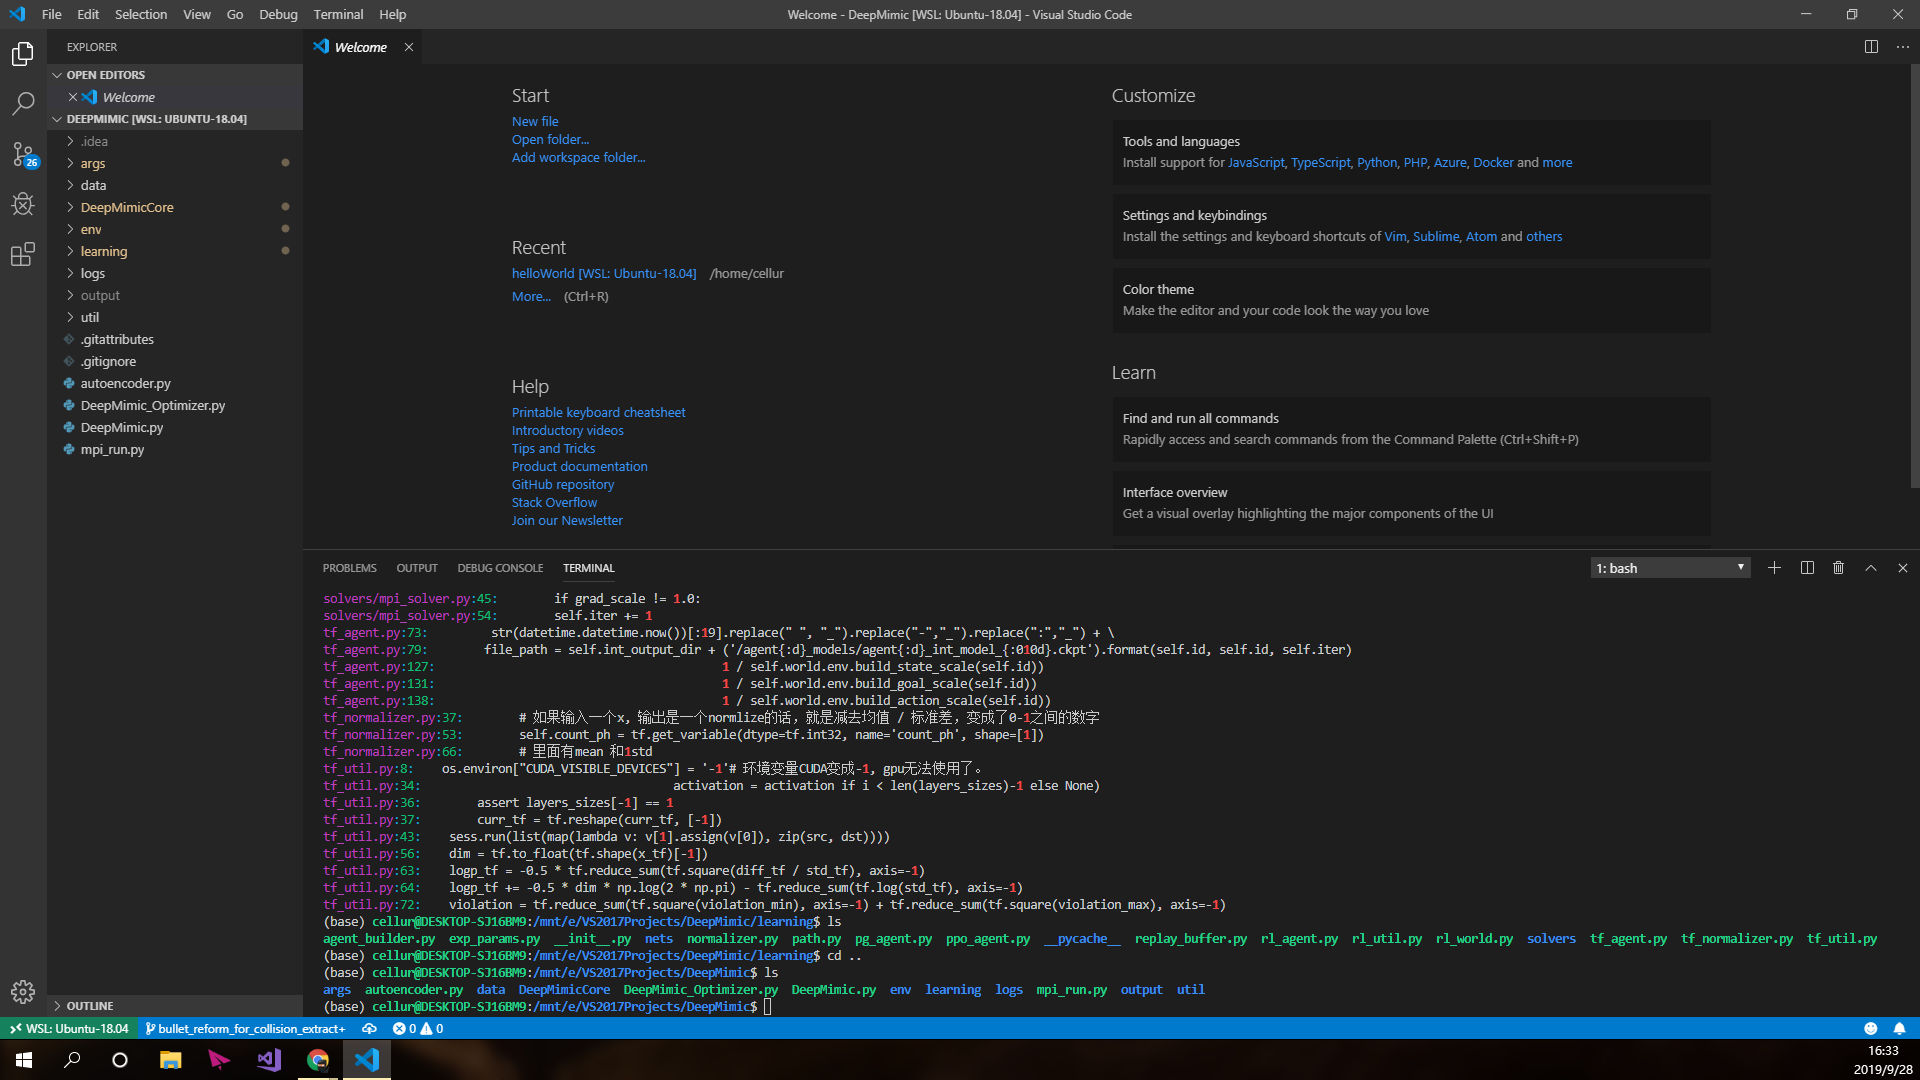 File Edit Selection View Go Debug Terminal Help
Welcome - DeepMimic [WSL: Ubuntu-18.04] - Visual Studio Code
EXPLORER
OPEN EDITORS
Welcome
DEEPMIMIC [WSL: UBUNTU-18.04]
.idea
args
data
DeepMimicCore
env
learning
logs
output
util
.gitattributes
.gitignore
autoencoder.py
DeepMimic_Optimizer.py
DeepMimic.py
mpi_run.py
OUTLINE
26
Welcome
Start
New file
Open folder...
Add workspace folder...
Recent
helloWorld [WSL: Ubuntu-18.04] /home/cellur
More... (Ctrl+R)
Help
Printable keyboard cheatsheet
Introductory videos
Tips and Tricks
Product documentation
GitHub repository
Stack Overflow
Join our Newsletter
Customize
Tools and languages
Install support for JavaScript, TypeScript, Python, PHP, Azure, Docker and more
Settings and keybindings
Install the settings and keyboard shortcuts of Vim, Sublime, Atom and others
Color theme
Make the editor and your code look the way you love
Learn
Find and run all commands
Rapidly access and search commands from the Command Palette (Ctrl+Shift+P)
Interface overview
Get a visual overlay highlighting the major components of the UI
PROBLEMS OUTPUT DEBUG CONSOLE TERMINAL
1: bash
solvers/mpi_solver.py:45: if grad_scale != 1.0:
solvers/mpi_solver.py:54: self.iter += 1
tf_agent.py:73: str(datetime.datetime.now())[:19].replace(" ", "_").replace("-","_").replace(":","_") + \
tf_agent.py:79: file_path = self.int_output_dir + ('/agent{:d}_models/agent{:d}_int_model_{:010d}.ckpt').format(self.id, self.id, self.iter)
tf_agent.py:127: 1 / self.world.env.build_state_scale(self.id))
tf_agent.py:131: 1 / self.world.env.build_goal_scale(self.id))
tf_agent.py:138: 1 / self.world.env.build_action_scale(self.id))
tf_normalizer.py:37: # 如果输入一个x, 输出是一个normlize的话，就是减去均值 / 标准差，变成了0-1之间的数字
tf_normalizer.py:53: self.count_ph = tf.get_variable(dtype=tf.int32, name='count_ph', shape=[1])
tf_normalizer.py:66: # 里面有mean 和1std
tf_util.py:8: os.environ["CUDA_VISIBLE_DEVICES"] = '-1'# 环境变量CUDA变成-1, gpu无法使用了。
tf_util.py:34: activation = activation if i < len(layers_sizes)-1 else None)
tf_util.py:36: assert layers_sizes[-1] == 1
tf_util.py:37: curr_tf = tf.reshape(curr_tf, [-1])
tf_util.py:43: sess.run(list(map(lambda v: v[1].assign(v[0]), zip(src, dst))))
tf_util.py:56: dim = tf.to_float(tf.shape(x_tf)[-1])
tf_util.py:63: logp_tf = -0.5 * tf.reduce_sum(tf.square(diff_tf / std_tf), axis=-1)
tf_util.py:64: logp_tf += -0.5 * dim * np.log(2 * np.pi) - tf.reduce_sum(tf.log(std_tf), axis=-1)
tf_util.py:72: violation = tf.reduce_sum(tf.square(violation_min), axis=-1) + tf.reduce_sum(tf.square(violation_max), axis=-1)
(base) cellur@DESKTOP-SJ16BM9:/mnt/e/VS2017Projects/DeepMimic/learning$ ls
agent_builder.py exp_params.py __init__.py nets normalizer.py path.py pg_agent.py ppo_agent.py __pycache__ replay_buffer.py rl_agent.py rl_util.py rl_world.py solvers tf_agent.py tf_normalizer.py tf_util.py
(base) cellur@DESKTOP-SJ16BM9:/mnt/e/VS2017Projects/DeepMimic/learning$ cd ..
(base) cellur@DESKTOP-SJ16BM9:/mnt/e/VS2017Projects/DeepMimic$ ls
args autoencoder.py data DeepMimicCore DeepMimic_Optimizer.py DeepMimic.py env learning logs mpi_run.py output util
(base) cellur@DESKTOP-SJ16BM9:/mnt/e/VS2017Projects/DeepMimic$
WSL: Ubuntu-18.04 bullet_reform_for_collision_extract+ 0 0
16:33
2019/9/28